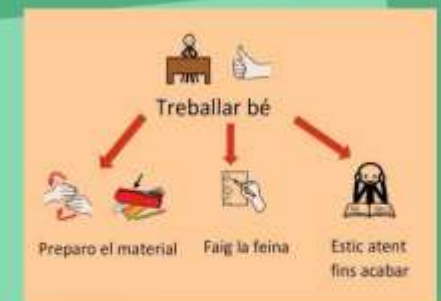 Treballar bé
Preparo el material
Faig la feina
Estic atent
fins acabar